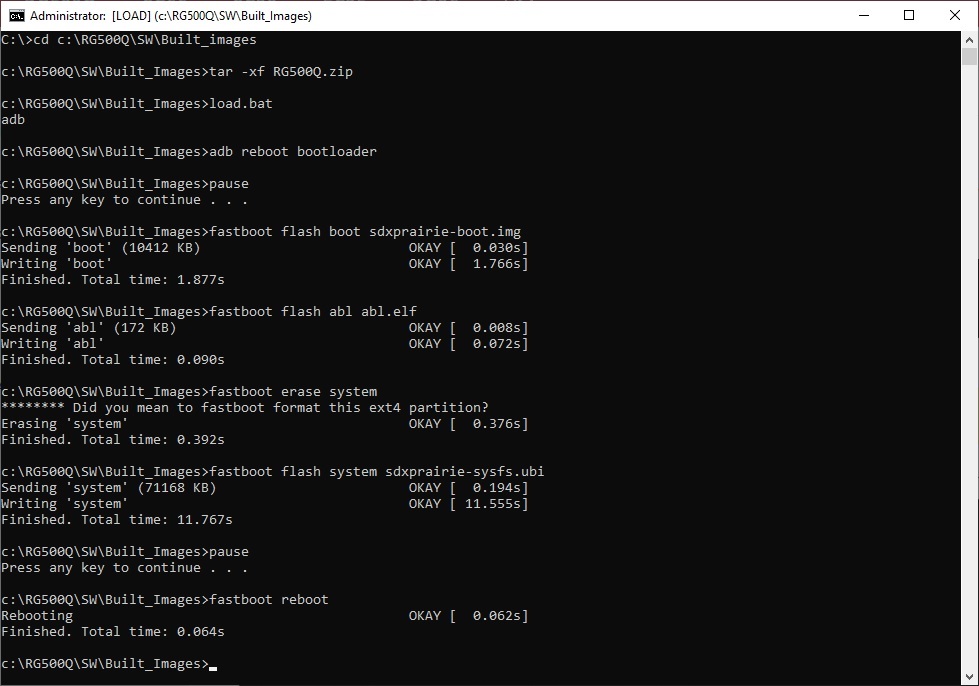 Administrator: [LOAD] (c:\RG500Q\SW\Built_Images)
C:\>cd c:\RG500Q\SW\Built_images
c:\RG500Q\SW\Built_Images>tar -xf RG500Q.zip
c:\RG500Q\SW\Built_Images>load.bat
adb
c:\RG500Q\SW\Built_Images>adb reboot bootloader
c:\RG500Q\SW\Built_Images>pause
Press any key to continue . . .
c:\RG500Q\SW\Built_Images>fastboot flash boot sdxprairie-boot.img
Sending 'boot' (10412 KB) OKAY [  0.030s]
Writing 'boot' OKAY [  1.766s]
Finished. Total time: 1.877s
c:\RG500Q\SW\Built_Images>fastboot flash abl abl.elf
Sending 'abl' (172 KB) OKAY [  0.008s]
Writing 'abl' OKAY [  0.072s]
Finished. Total time: 0.090s
c:\RG500Q\SW\Built_Images>fastboot erase system
******** Did you mean to fastboot format this ext4 partition?
Erasing 'system' OKAY [  0.376s]
Finished. Total time: 0.392s
c:\RG500Q\SW\Built_Images>fastboot flash system sdxprairie-sysfs.ubi
Sending 'system' (71168 KB) OKAY [  0.194s]
Writing 'system' OKAY [ 11.555s]
Finished. Total time: 11.767s
c:\RG500Q\SW\Built_Images>pause
Press any key to continue . . .
c:\RG500Q\SW\Built_Images>fastboot reboot
Rebooting OKAY [  0.062s]
Finished. Total time: 0.064s
c:\RG500Q\SW\Built_Images>